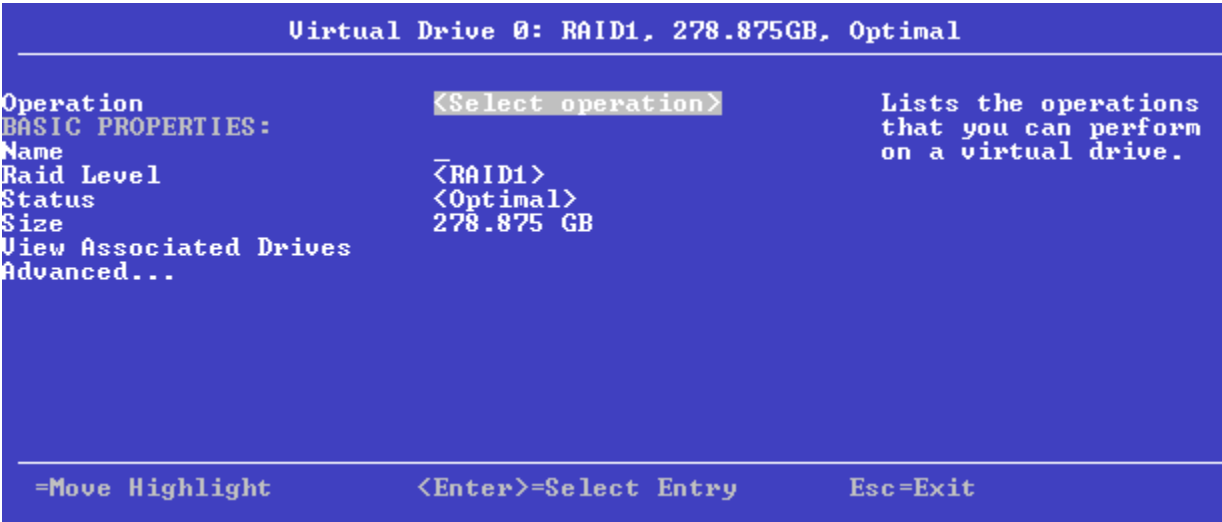 Virtual Drive 0: RAID1, 278.875GB, Optimal
Operation <Select operation>
BASIC PROPERTIES:
Name _
Raid Level <RAID1>
Status <Optimal>
Size 278.875 GB
View Associated Drives
Advanced...
Lists the operations
that you can perform
on a virtual drive.
=Move Highlight <Enter>=Select Entry Esc=Exit